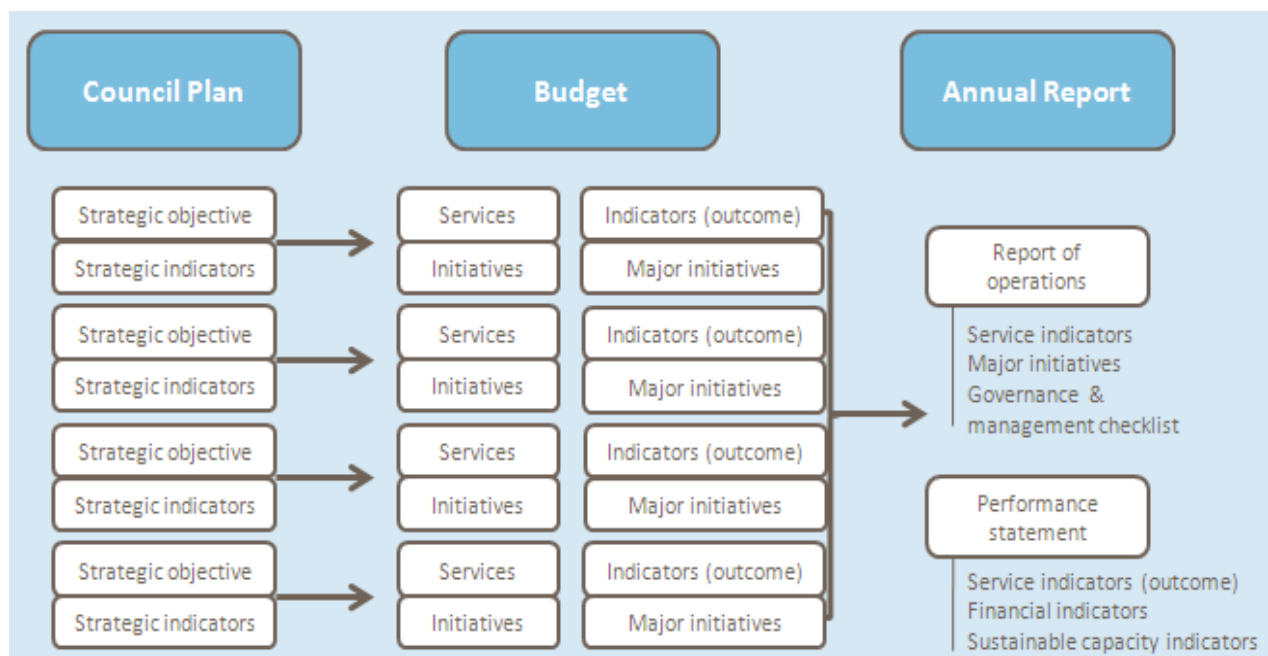 Council Plan
Budget
Annual Report
Strategic objective
Strategic indicators
Services
Initiatives
Indicators (outcome)
Major initiatives
Strategic objective
Strategic indicators
Services
Initiatives
Indicators (outcome)
Major initiatives
Strategic objective
Strategic indicators
Services
Initiatives
Indicators (outcome)
Major initiatives
Strategic objective
Strategic indicators
Services
Initiatives
Indicators (outcome)
Major initiatives
Report of
operations
Service indicators
Major initiatives
Governance &
management checklist
Performance
statement
Service indicators (outcome)
Financial indicators
Sustainable capacity indicators